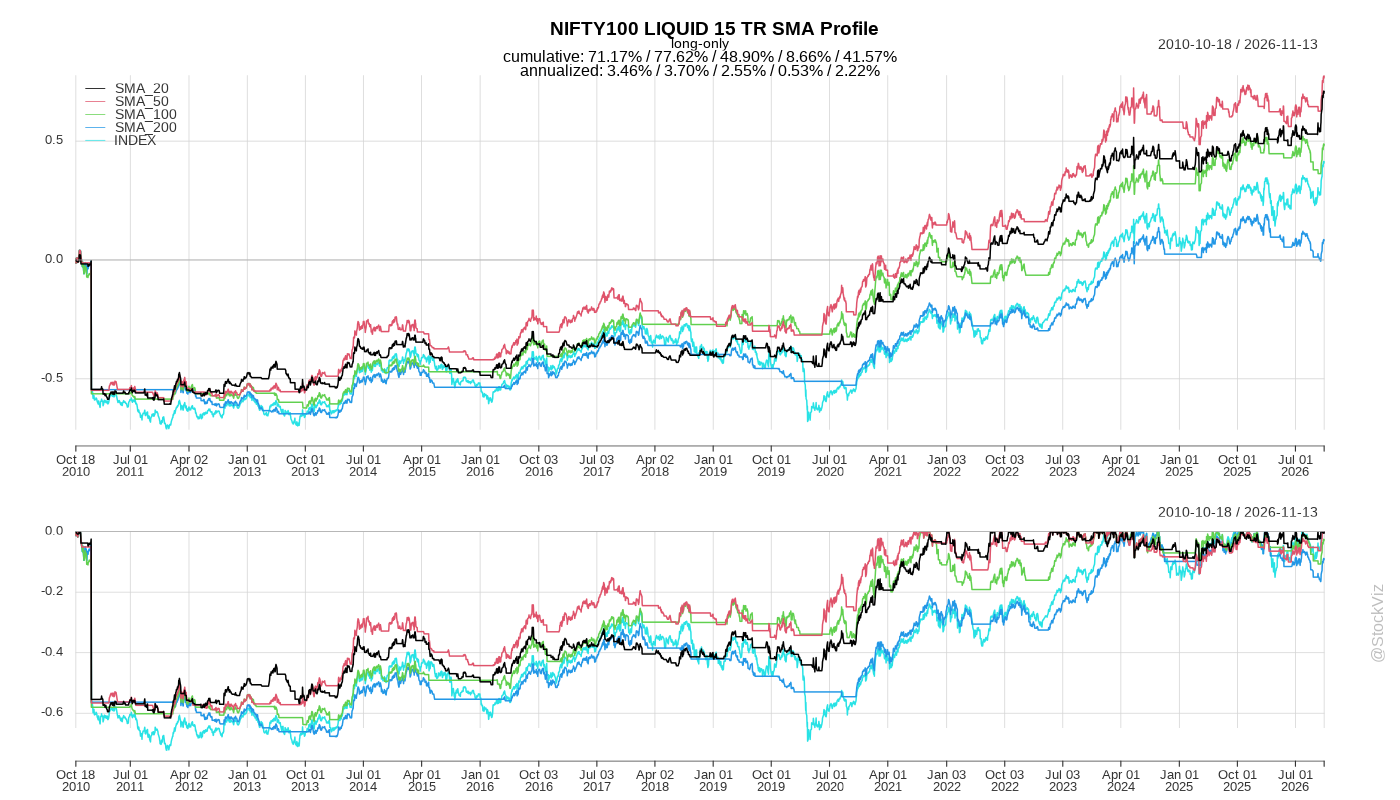 NIFTY100 LIQUID 15 TR SMA Profile
long-only
2010-10-18 / 2026-11-13
cumulative: 71.17% / 77.62% / 48.90% / 8.66% / 41.57%
annualized: 3.46% / 3.70% / 2.55% / 0.53% / 2.22%
SMA_20
SMA_50
SMA_100
SMA_200
INDEX
0.5
0.0
-0.5
Oct 18 Jul 01 Apr 02 Jan 01 Oct 01 Jul 01 Apr 01 Jan 01 Oct 03 Jul 03 Apr 02 Jan 01 Oct 01 Jul 01 Apr 01 Jan 03 Oct 03 Jul 03 Apr 01 Jan 01 Oct 01 Jul 01
2010 2011 2012 2013 2013 2014 2015 2016 2016 2017 2018 2019 2019 2020 2021 2022 2022 2023 2024 2025 2025 2026
2010-10-18 / 2026-11-13
0.0
-0.2
-0.4
-0.6
Oct 18 Jul 01 Apr 02 Jan 01 Oct 01 Jul 01 Apr 01 Jan 01 Oct 03 Jul 03 Apr 02 Jan 01 Oct 01 Jul 01 Apr 01 Jan 03 Oct 03 Jul 03 Apr 01 Jan 01 Oct 01 Jul 01
2010 2011 2012 2013 2013 2014 2015 2016 2016 2017 2018 2019 2019 2020 2021 2022 2022 2023 2024 2025 2025 2026
@StockViz